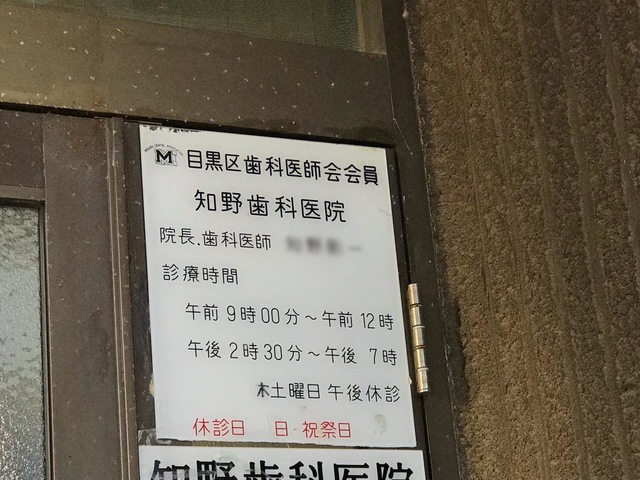 M
目黒区歯科医師会会員
知野歯科医院
院長.歯科医師
診療時間
午前9時00分～午前12時
午後2時30分～午後 7時
木土曜日午後休診
休診日 日・祝祭日
知野歯科医院